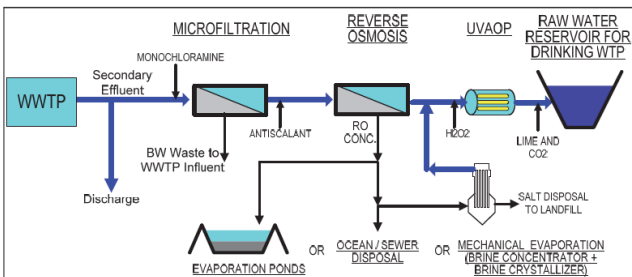 MICROFILTRATION
REVERSE
OSMOSIS
UVAOP
RAW WATER
RESERVOIR FOR
DRINKING WTP
MONOCHLORAMINE
Secondary
Effluent
WWTP
ANTISCALANT
RO
CONC.
H2O2
LIME AND
CO2
BW Waste to
WWTP Influent
Discharge
SALT DISPOSAL
TO LANDFILL
EVAPORATION PONDS
OR
OCEAN / SEWER
DISPOSAL
OR
MECHANICAL EVAPORATION
(BRINE CONCENTRATOR +
BRINE CRYSTALLIZER)